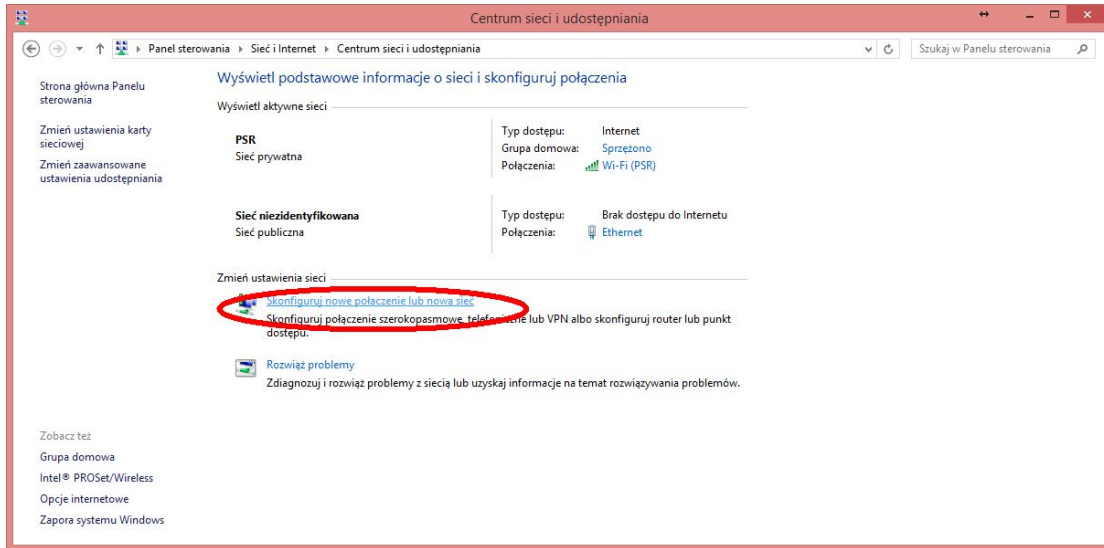 Centrum sieci i udostępniania
Panel sterowania Sieć i Internet Centrum sieci i udostępniania
Szukaj w Panelu sterowania
Strona główna Panelu
sterowania
Zmień ustawienia karty
sieciowej
Zmień zaawansowane
ustawienia udostępniania
Wyświetl podstawowe informacje o sieci i skonfiguruj połączenia
Wyświetl aktywne sieci
PSR
Sieć prywatna
Typ dostępu: Internet
Grupa domowa: Sprzężono
Połączenia: Wi-Fi (PSR)
Sieć niezidentyfikowana
Sieć publiczna
Typ dostępu: Brak dostępu do Internetu
Połączenia: Ethernet
Zmień ustawienia sieci
Skonfiguruj nowe połączenie lub nową sieć
Skonfiguruj połączenie szerokopasmowe, telefoniczne lub VPN albo skonfiguruj router lub punkt
dostępu.
Rozwiąż problemy
Zdiagnozuj i rozwiąż problemy z siecią lub uzyskaj informacje na temat rozwiązywania problemów.
Zobacz też
Grupa domowa
Intel® PROSet/Wireless
Opcje internetowe
Zapora systemu Windows